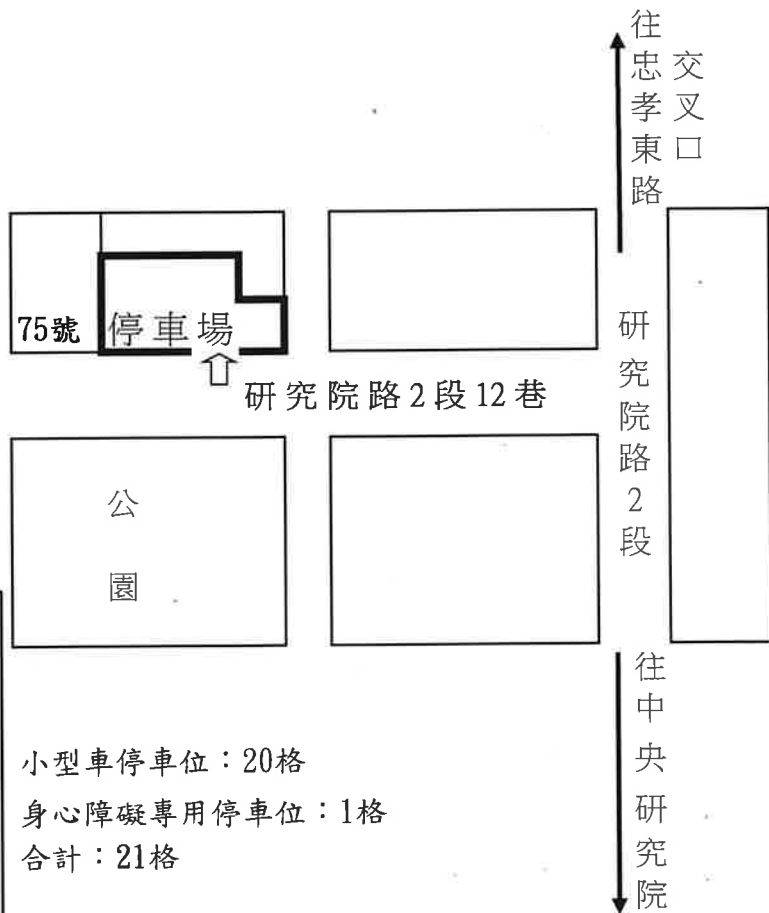 往忠孝東路
交叉口
75號
停車場
研究院路2段12巷
研究院路2段
公園
往中央研究院
小型車停車位：20格
身心障礙專用停車位：1格
合計：21格